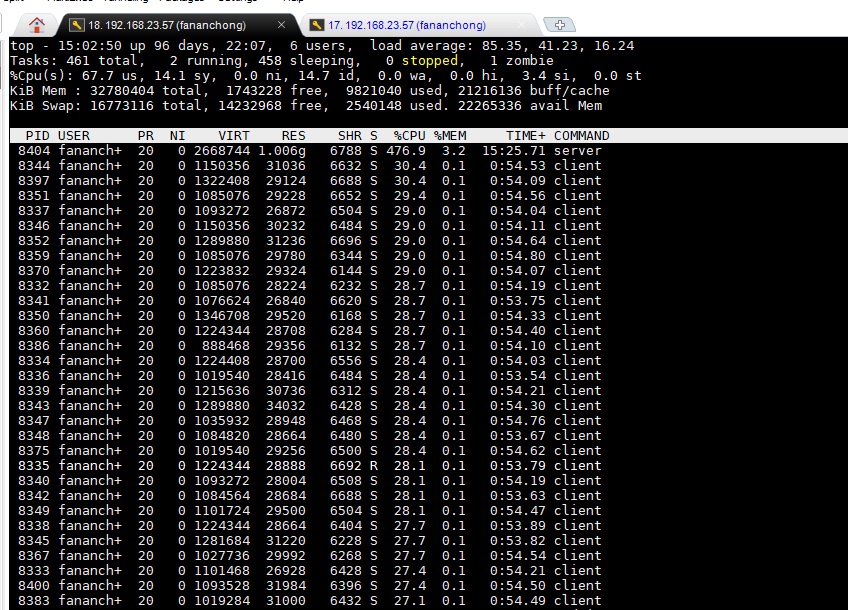 18. 192.168.23.57 (fananchong)
17. 192.168.23.57 (fananchong)
top - 15:02:50 up 96 days, 22:07,  6 users,  load average: 85.35, 41.23, 16.24
Tasks: 461 total,   2 running, 458 sleeping,   0 stopped,   1 zombie
%Cpu(s): 67.7 us, 14.1 sy,  0.0 ni, 14.7 id,  0.0 wa,  0.0 hi,  3.4 si,  0.0 st
KiB Mem : 32780404 total,  1743228 free,  9821040 used, 21216136 buff/cache
KiB Swap: 16773116 total, 14232968 free,  2540148 used. 22265336 avail Mem
PID USER      PR  NI    VIRT    RES    SHR S  %CPU %MEM     TIME+ COMMAND
8404 fananch+  20   0 2668744 1.006g   6788 S 476.9  3.2  15:25.71 server
8344 fananch+  20   0 1150356  31036   6632 S  30.4  0.1   0:54.53 client
8397 fananch+  20   0 1322408  29124   6688 S  30.4  0.1   0:54.09 client
8351 fananch+  20   0 1085076  29228   6652 S  29.4  0.1   0:54.56 client
8337 fananch+  20   0 1093272  26872   6504 S  29.0  0.1   0:54.04 client
8346 fananch+  20   0 1150356  30232   6484 S  29.0  0.1   0:54.11 client
8352 fananch+  20   0 1289880  31236   6696 S  29.0  0.1   0:54.64 client
8359 fananch+  20   0 1085076  29780   6344 S  29.0  0.1   0:54.80 client
8370 fananch+  20   0 1223832  29324   6144 S  29.0  0.1   0:54.07 client
8332 fananch+  20   0 1085076  28224   6232 S  28.7  0.1   0:54.19 client
8341 fananch+  20   0 1076624  26840   6620 S  28.7  0.1   0:53.75 client
8350 fananch+  20   0 1346708  29520   6168 S  28.7  0.1   0:54.33 client
8360 fananch+  20   0 1224344  28708   6284 S  28.7  0.1   0:54.40 client
8386 fananch+  20   0  888468  29356   6132 S  28.7  0.1   0:54.10 client
8334 fananch+  20   0 1224408  28700   6556 S  28.4  0.1   0:54.03 client
8336 fananch+  20   0 1019540  28416   6484 S  28.4  0.1   0:53.54 client
8339 fananch+  20   0 1215636  30736   6312 S  28.4  0.1   0:54.21 client
8343 fananch+  20   0 1289880  34032   6428 S  28.4  0.1   0:54.30 client
8347 fananch+  20   0 1035932  28948   6468 S  28.4  0.1   0:54.76 client
8348 fananch+  20   0 1084820  28664   6480 S  28.4  0.1   0:53.67 client
8375 fananch+  20   0 1019540  29256   6500 S  28.4  0.1   0:54.62 client
8335 fananch+  20   0 1224344  28888   6692 R  28.1  0.1   0:53.79 client
8340 fananch+  20   0 1093272  28004   6508 S  28.1  0.1   0:54.19 client
8342 fananch+  20   0 1084564  28684   6688 S  28.1  0.1   0:53.63 client
8349 fananch+  20   0 1101724  29500   6504 S  28.1  0.1   0:54.47 client
8338 fananch+  20   0 1224344  28664   6404 S  27.7  0.1   0:53.89 client
8345 fananch+  20   0 1281684  31220   6228 S  27.7  0.1   0:53.82 client
8367 fananch+  20   0 1027736  29992   6268 S  27.7  0.1   0:54.54 client
8333 fananch+  20   0 1101468  26928   6428 S  27.4  0.1   0:54.21 client
8400 fananch+  20   0 1093528  31984   6396 S  27.4  0.1   0:54.50 client
8383 fananch+  20   0 1019284  31000   6432 S  27.1  0.1   0:54.49 client